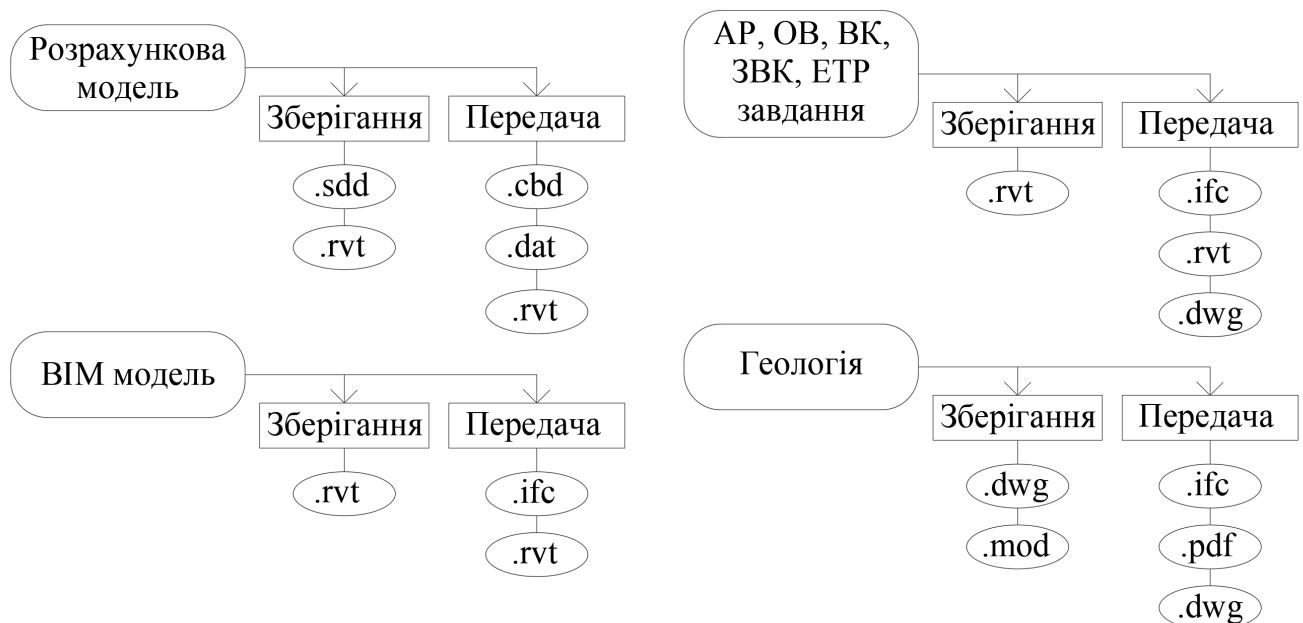 Розрахункова
модель
Зберігання
Передача
.sdd
.cbd
.rvt
.dat
.rvt
АР, ОВ, ВК,
ЗВК, ЕТР
завдання
Зберігання
Передача
.rvt
.ifc
.rvt
.dwg
BIM модель
Зберігання
Передача
.rvt
.ifc
.rvt
Геологія
Зберігання
Передача
.dwg
.ifc
.mod
.pdf
.dwg